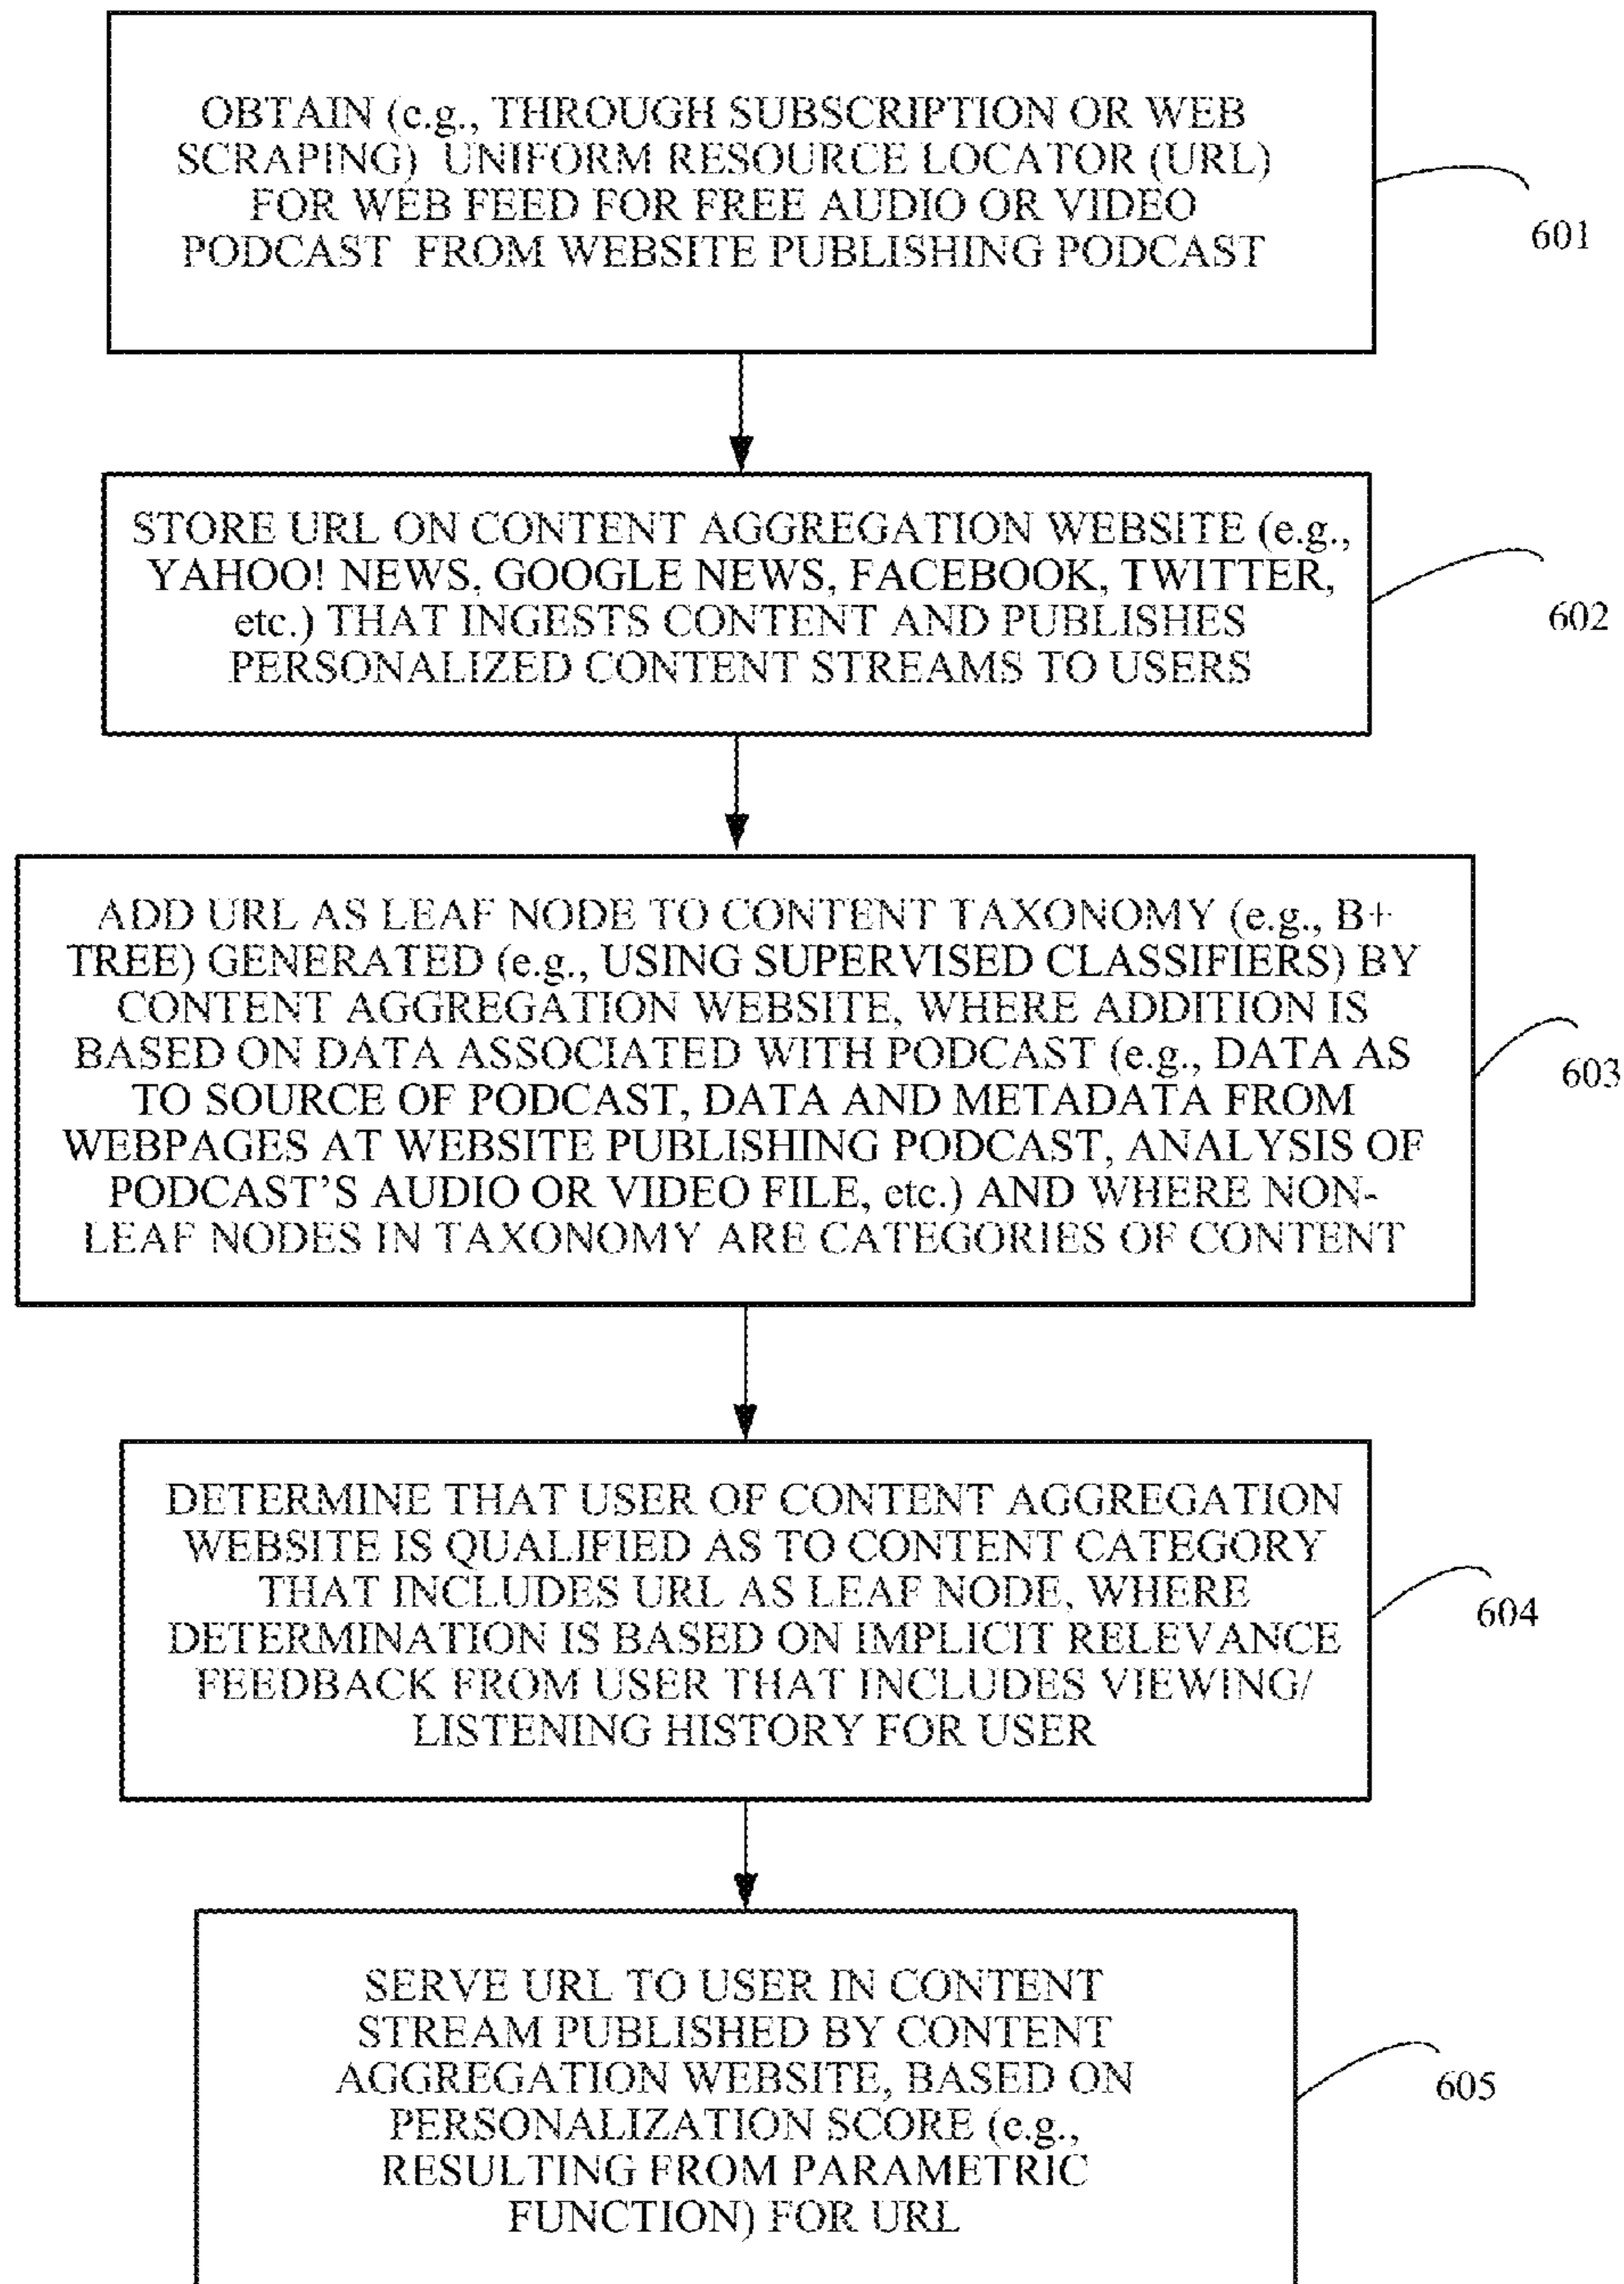 OBTAIN (e.g., THROUGH SUBSCRIPTION OR WEB
SCRAPING) UNIFORM RESOURCE LOCATOR (URL)
FOR WEB FEED FOR FREE AUDIO OR VIDEO
PODCAST FROM WEBSITE PUBLISHING PODCAST
601
STORE URL ON CONTENT AGGREGATION WEBSITE (e.g.,
YAHOO! NEWS, GOOGLE NEWS, FACEBOOK, TWITTER,
etc.) THAT INGESTS CONTENT AND PUBLISHES
PERSONALIZED CONTENT STREAMS TO USERS
602
ADD URL AS LEAF NODE TO CONTENT TAXONOMY (e.g., B+
TREE) GENERATED (e.g., USING SUPERVISED CLASSIFIERS) BY
CONTENT AGGREGATION WEBSITE, WHERE ADDITION IS
BASED ON DATA ASSOCIATED WITH PODCAST (e.g., DATA AS
TO SOURCE OF PODCAST, DATA AND METADATA FROM
WEBPAGES AT WEBSITE PUBLISHING PODCAST, ANALYSIS OF
PODCAST'S AUDIO OR VIDEO FILE, etc.) AND WHERE NON-
LEAF NODES IN TAXONOMY ARE CATEGORIES OF CONTENT
603
DETERMINE THAT USER OF CONTENT AGGREGATION
WEBSITE IS QUALIFIED AS TO CONTENT CATEGORY
THAT INCLUDES URL AS LEAF NODE, WHERE
DETERMINATION IS BASED ON IMPLICIT RELEVANCE
FEEDBACK FROM USER THAT INCLUDES VIEWING/
LISTENING HISTORY FOR USER
604
SERVE URL TO USER IN CONTENT
STREAM PUBLISHED BY CONTENT
AGGREGATION WEBSITE, BASED ON
PERSONALIZATION SCORE (e.g.,
RESULTING FROM PARAMETRIC
FUNCTION) FOR URL
605